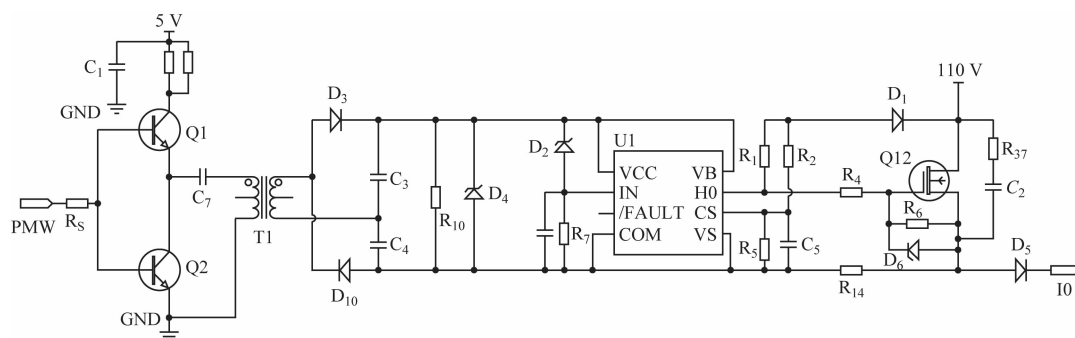 5 V
C1
GND
Q1
PMW
RS
C7
T1
Q2
GND
D3
C3
C4
D10
R10
D4
D2
R7
U1
VCC
IN
/FAULT
COM
VB
H0
CS
VS
R1
R2
R5
C5
D1
110 V
Q12
R4
R6
D6
R14
R37
C2
D5
I0